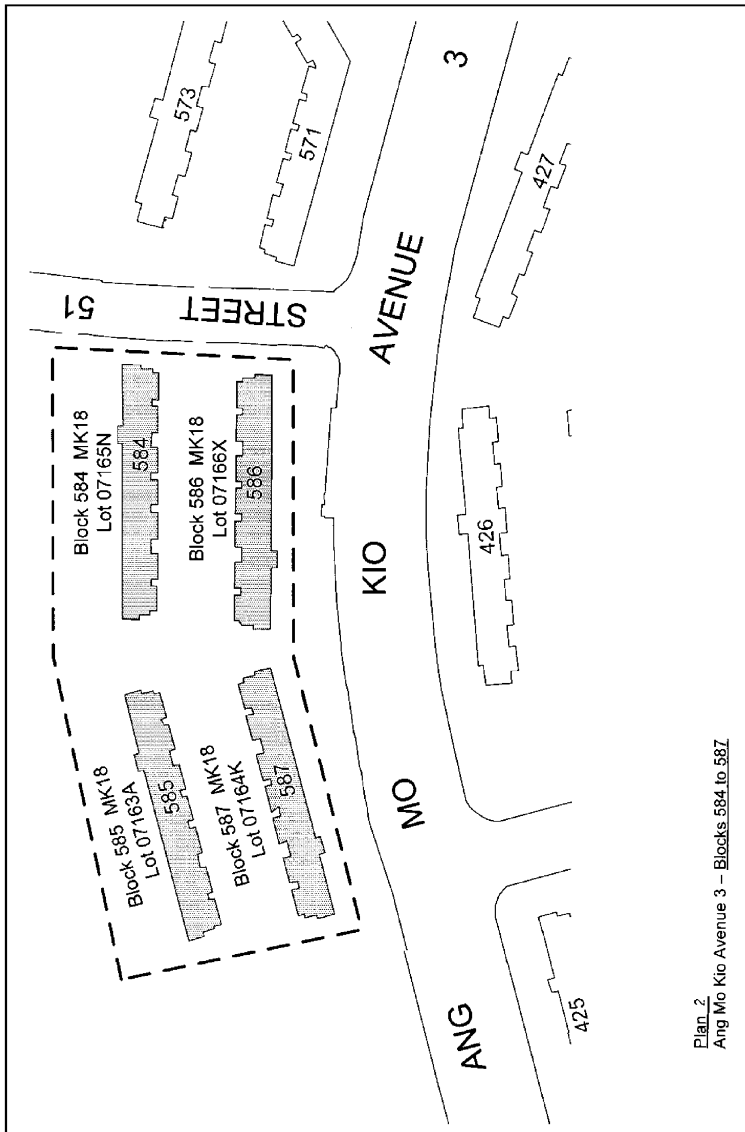 573
571
3
427
STREET 51
AVENUE
Block 584 MK18
Lot 07165N
584
Block 586 MK18
Lot 07166X
586
426
KIO
Block 585 MK18
Lot 07163A
585
Block 587 MK18
Lot 07164K
587
MO
ANG
425
Plan 2
Ang Mo Kio Avenue 3 – Blocks 584 to 587